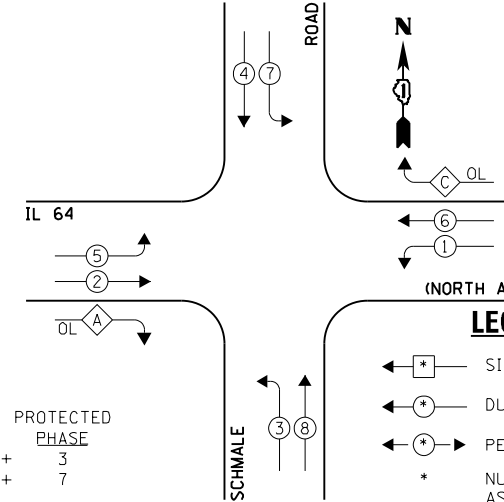 ROAD
N
4 7
C OL
IL 64
6
5
1
2
(NORTH A
OL A
LE
* SI
* DU
3 8
PROTECTED
PHASE
* PE
+ 3
+ 7
SCHMALE
* NU
AS